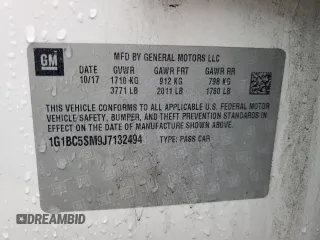 GM
MFD BY GENERAL MOTORS LLC
DATE GVWR GAWR FRT GAWR RR
10/17 1710 KG 912 KG 798 KG
3771 LB 2011 LB 1760 LB
THIS VEHICLE CONFORMS TO ALL APPLICABLE U.S. FEDERAL MOTOR
VEHICLE SAFETY, BUMPER, AND THEFT PREVENTION STANDARDS IN
EFFECT ON THE DATE OF MANUFACTURE SHOWN ABOVE.
1G1BC5SM9J7132494 TYPE: PASS CAR
DREAMBID